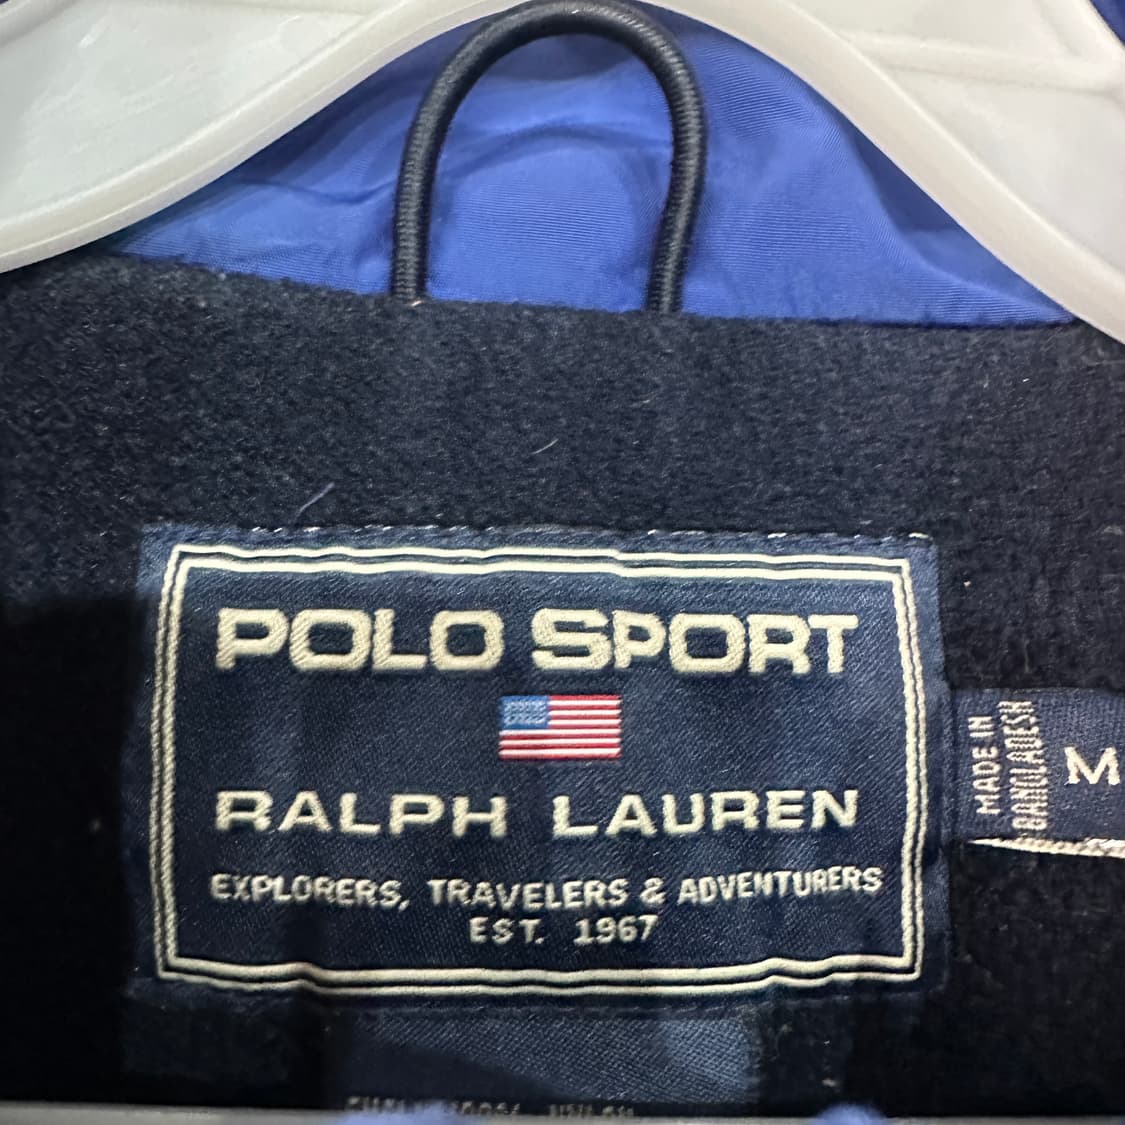 POLO SPORT
RALPH LAUREN
EXPLORERS, TRAVELERS & ADVENTURERS
EST. 1967
MADE IN
BANGLADESH
M